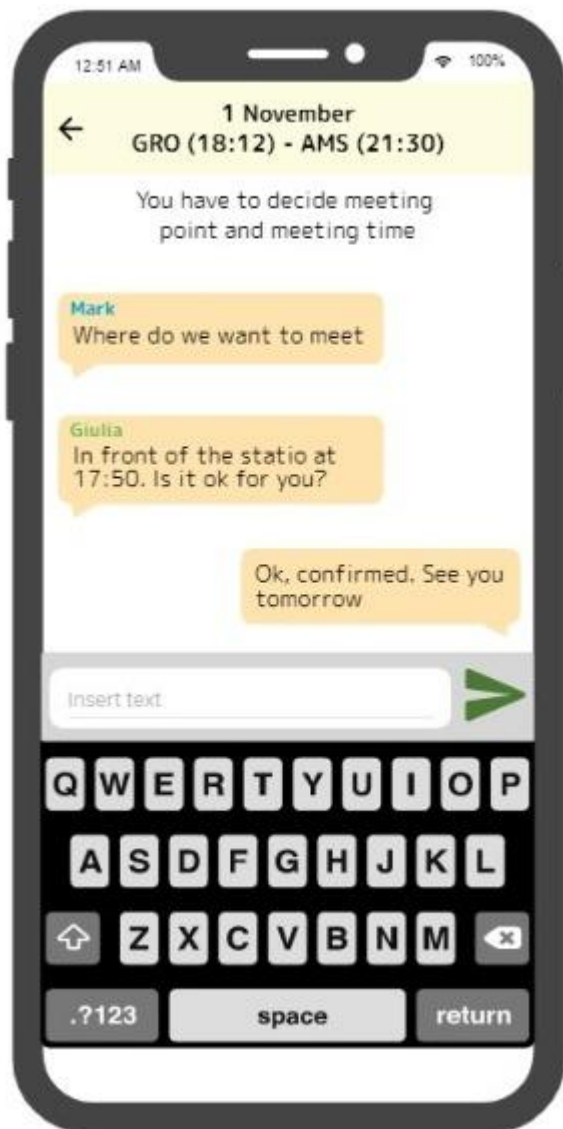 12:51 AM
100%
1 November
GRO (18:12) - AMS (21:30)
You have to decide meeting
point and meeting time
Mark
Where do we want to meet
Giulia
In front of the statio at
17:50. Is it ok for you?
Ok, confirmed. See you
tomorrow
Insert text
Q W E R T Y U I O P
A S D F G H J K L
Z X C V B N M
.?123 space return